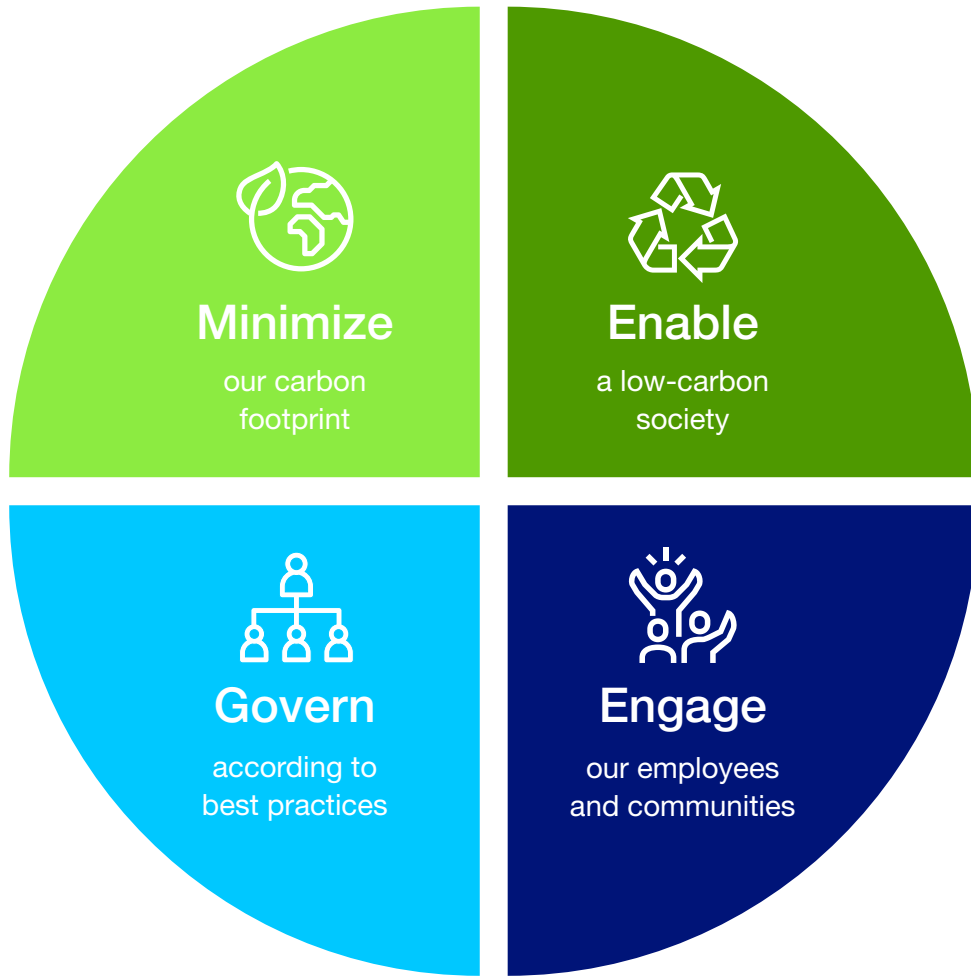 Minimize
our carbon
footprint
Enable
a low-carbon
society
Govern
according to
best practices
Engage
our employees
and communities